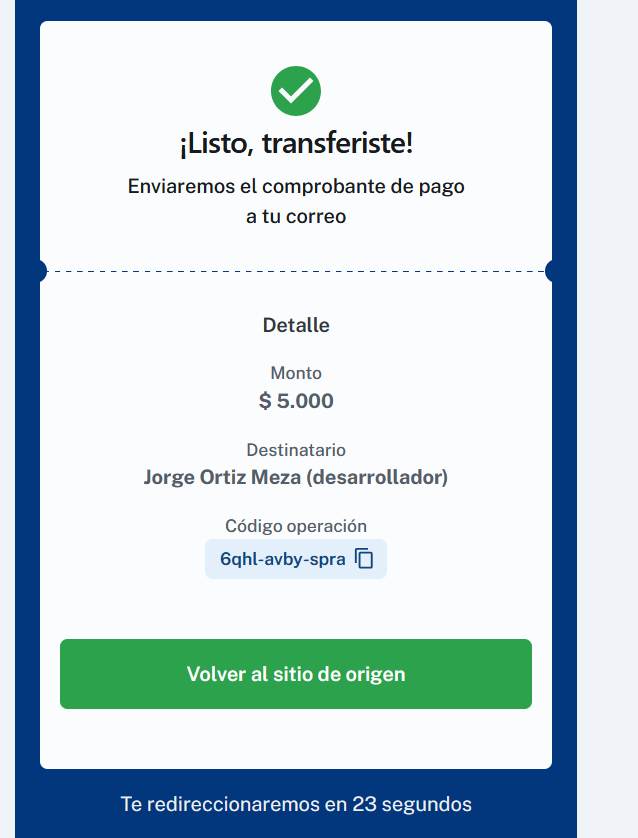 ¡Listo, transferiste!
Enviaremos el comprobante de pago
a tu correo
Detalle
Monto
$ 5.000
Destinatario
Jorge Ortiz Meza (desarrollador)
Código operación
6qhl-avby-spra
Volver al sitio de origen
Te redireccionaremos en 23 segundos